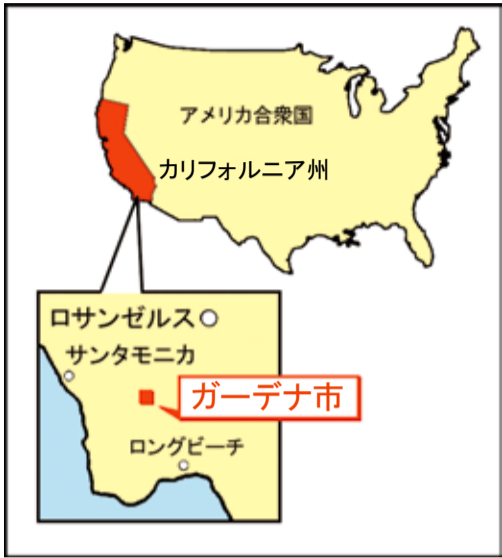 アメリカ合衆国
カリフォルニア州
ロサンゼルス
サンタモニカ
ガーデナ市
ロングビーチ